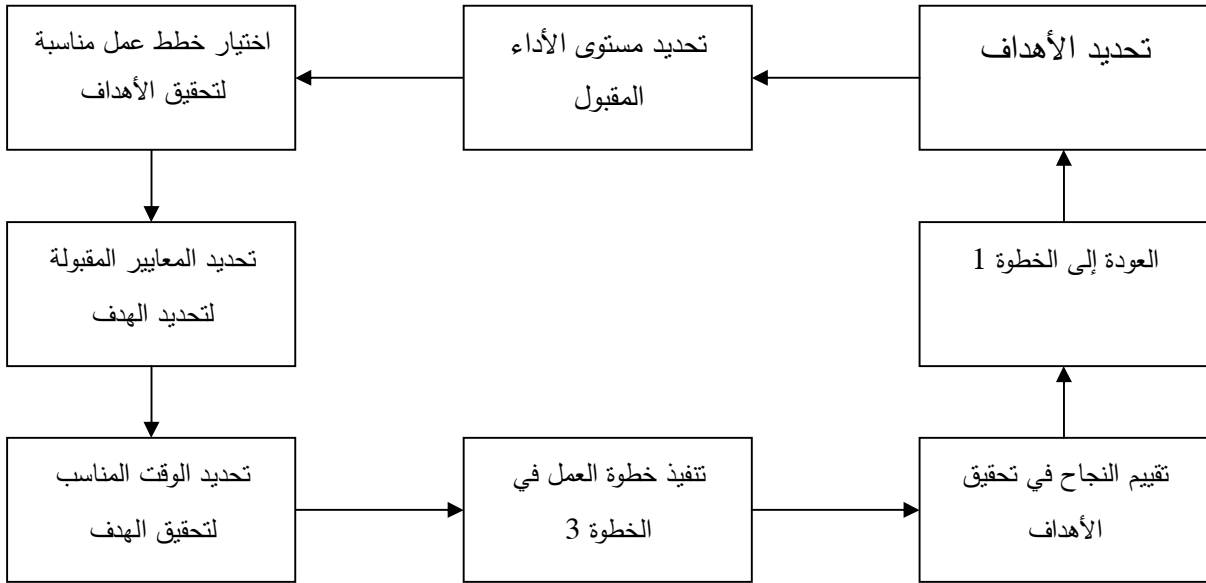 تحديد الأهداف
تحديد مستوى الأداء
المقبول
اختيار خطط عمل مناسبة
لتحقيق الأهداف
تحديد المعايير المقبولة
لتحديد الهدف
تحديد الوقت المناسب
لتحقيق الهدف
تنفيذ خطوة العمل في
الخطوة 3
تقييم النجاح في تحقيق
الأهداف
العودة إلى الخطوة 1